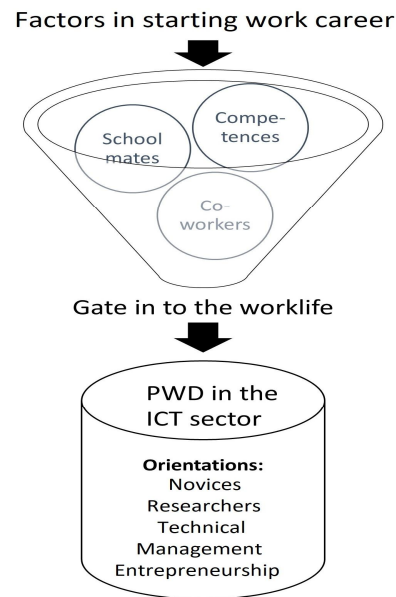 Factors in starting work career
School
mates
Compe-
tences
Co-
workers
Gate in to the worklife
PWD in the
ICT sector
Orientations:
Novices
Researchers
Technical
Management
Entrepreneurship